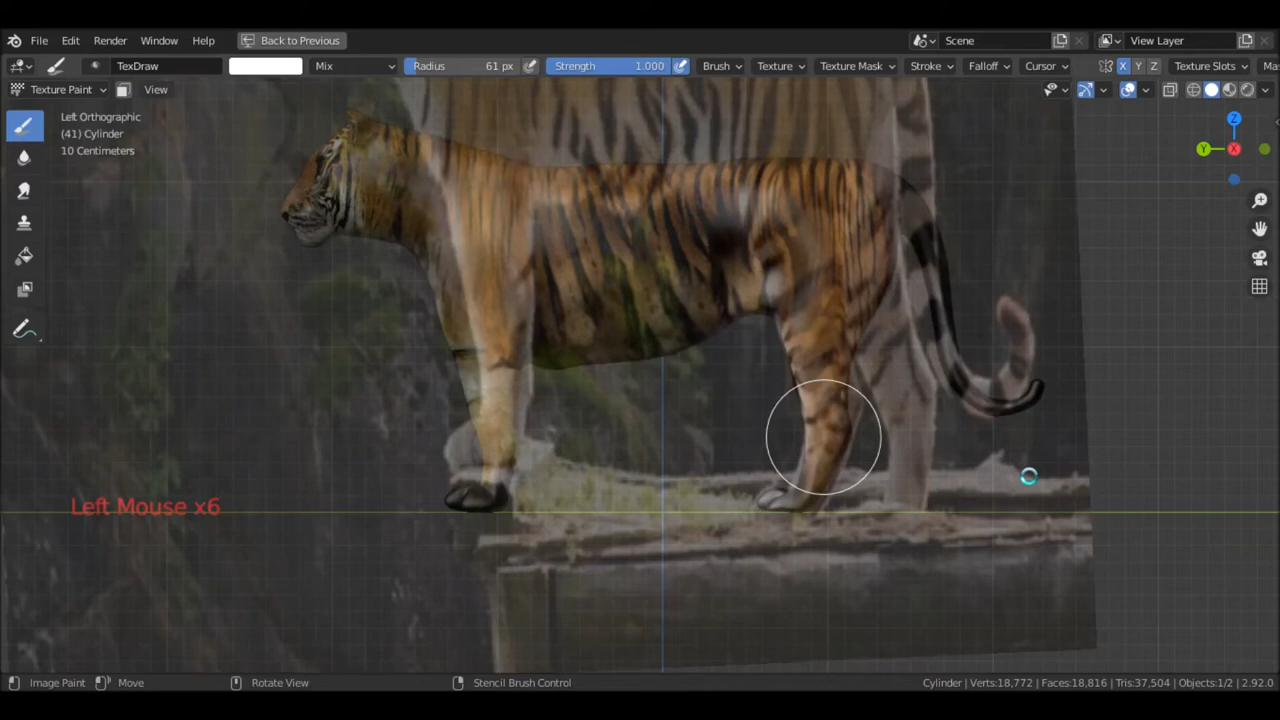 File Edit Render Window Help Back to Previous Scene View Layer
TexDraw Mix Radius 61 px Strength 1.000 Brush Texture Texture Mask Stroke Falloff Cursor X Y Z Texture Slots Ma
Texture Paint View
Left Orthographic
(41) Cylinder
10 Centimeters
Z
Y X
Left Mouse x6
Image Paint Move Rotate View Stencil Brush Control Cylinder | Verts:18,772 | Faces:18,816 | Tris:37,504 | Objects:1/2 | 2.92.0